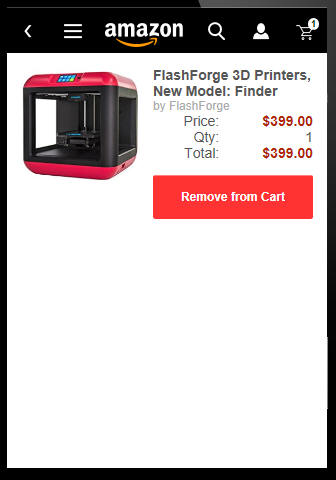 amazon
1
FlashForge 3D Printers,
New Model: Finder
by FlashForge
Price: $399.00
Qty: 1
Total: $399.00
Remove from Cart